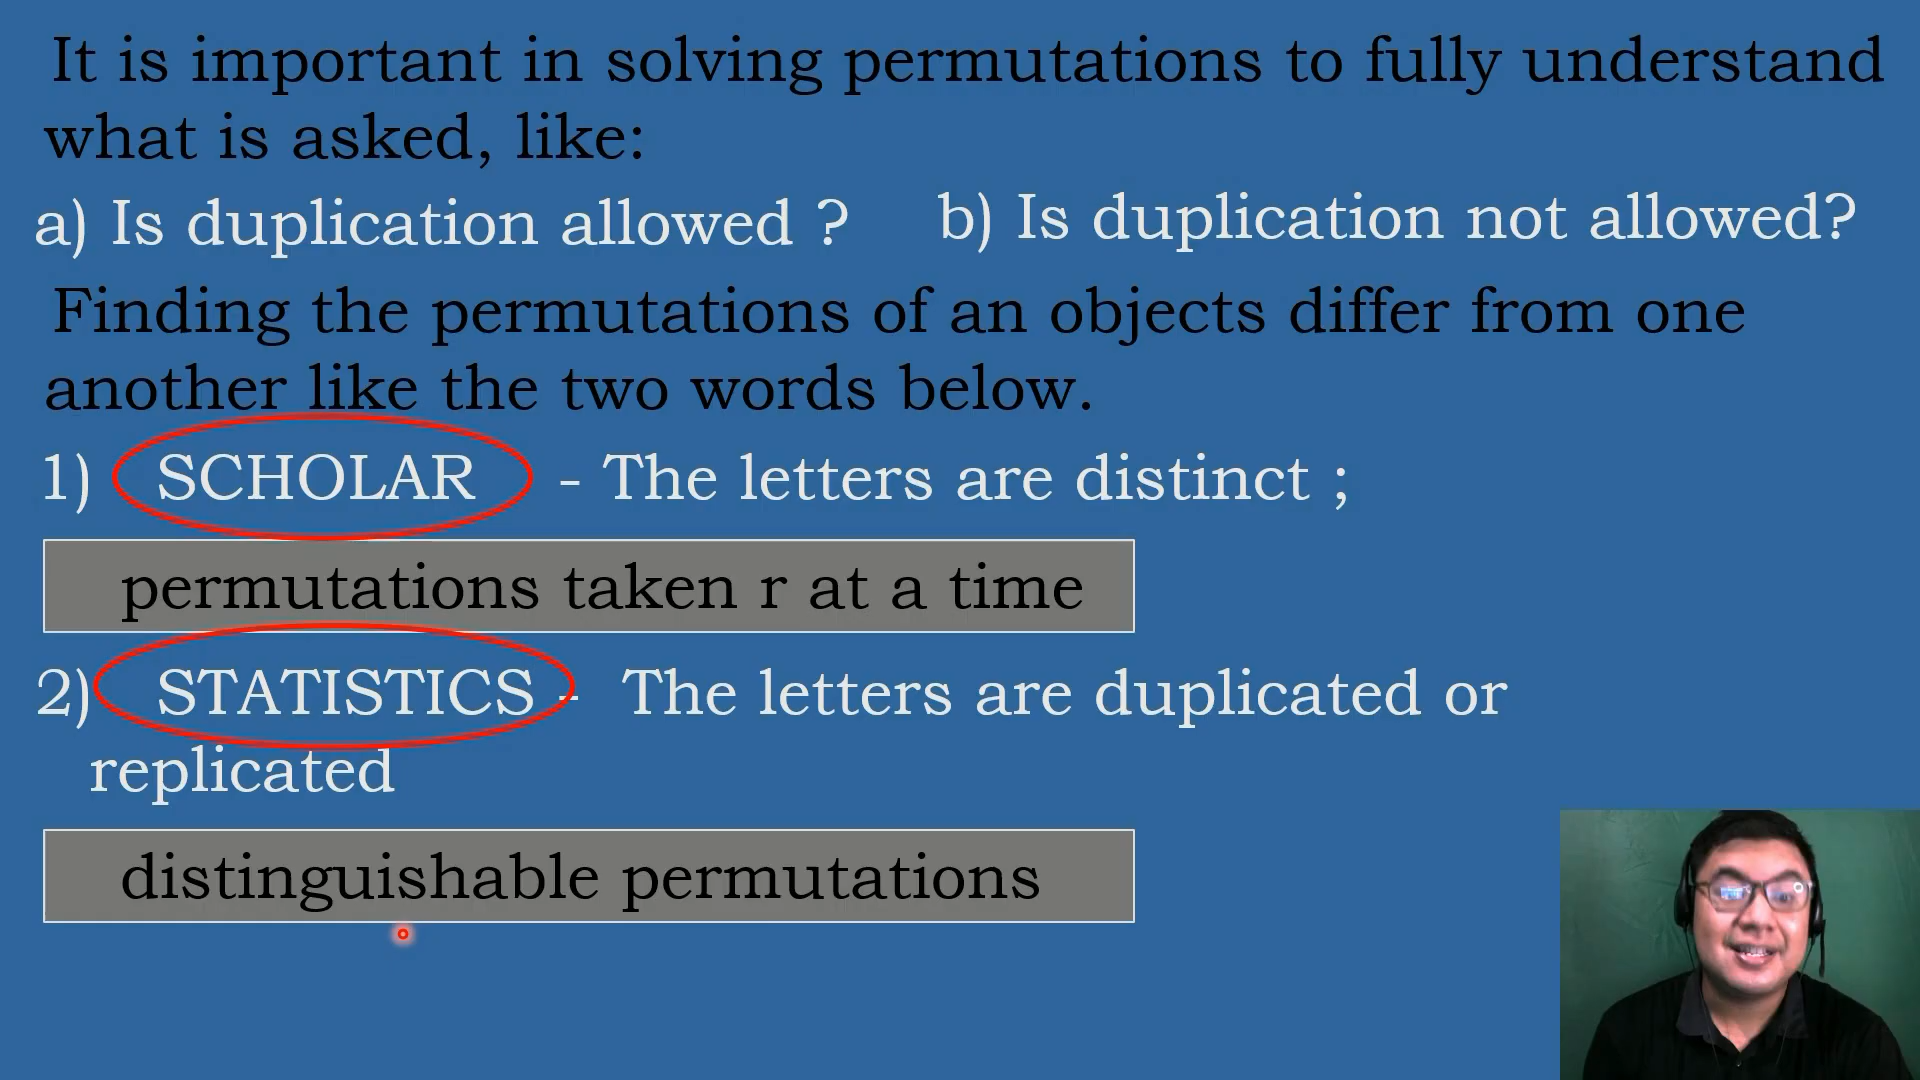 It is important in solving permutations to fully understand
what is asked, like:
a) Is duplication allowed ? b) Is duplication not allowed?
Finding the permutations of an objects differ from one
another like the two words below.
1) SCHOLAR - The letters are distinct ;
permutations taken r at a time
2) STATISTICS - The letters are duplicated or
replicated
distinguishable permutations